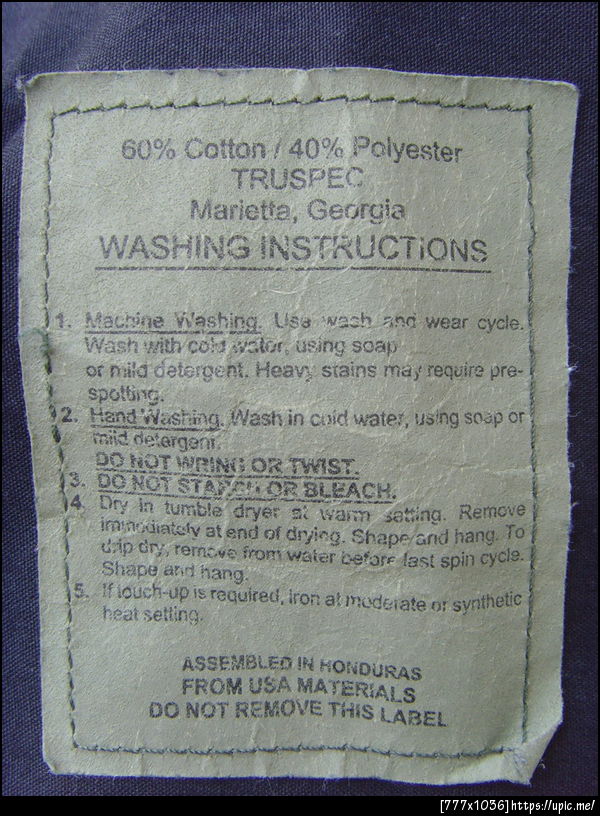 60% Cotton / 40% Polyester
TRUSPEC
Marietta, Georgia
WASHING INSTRUCTIONS
1. Machine Washing. Use wash and wear cycle.
Wash with cold water, using soap
or mild detergent. Heavy stains may require pre-
spotting.
2. Hand Washing. Wash in cold water, using soap or
mild detergent.
DO NOT WRING OR TWIST.
3. DO NOT STARCH OR BLEACH.
4. Dry in tumble dryer at warm setting. Remove
immediately at end of drying. Shape and hang. To
drip dry, remove from water before last spin cycle.
Shape and hang.
5. If touch-up is required, iron at moderate or synthetic
heat setting.
ASSEMBLED IN HONDURAS
FROM USA MATERIALS
DO NOT REMOVE THIS LABEL
[777x1036]https://upic.me/